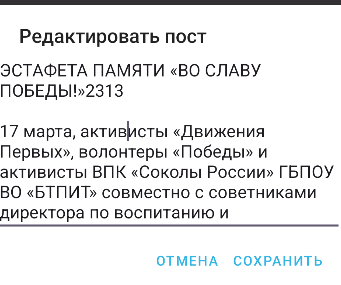 Редактировать пост
ЭСТАФЕТА ПАМЯТИ «ВО СЛАВУ
ПОБЕДЫ!»2313
17 марта, активисты «Движения
Первых», волонтеры «Победы» и
активисты ВПК «Соколы России» ГБПОУ
ВО «БТПИТ» совместно с советниками
директора по воспитанию и
ОТМЕНА СОХРАНИТЬ